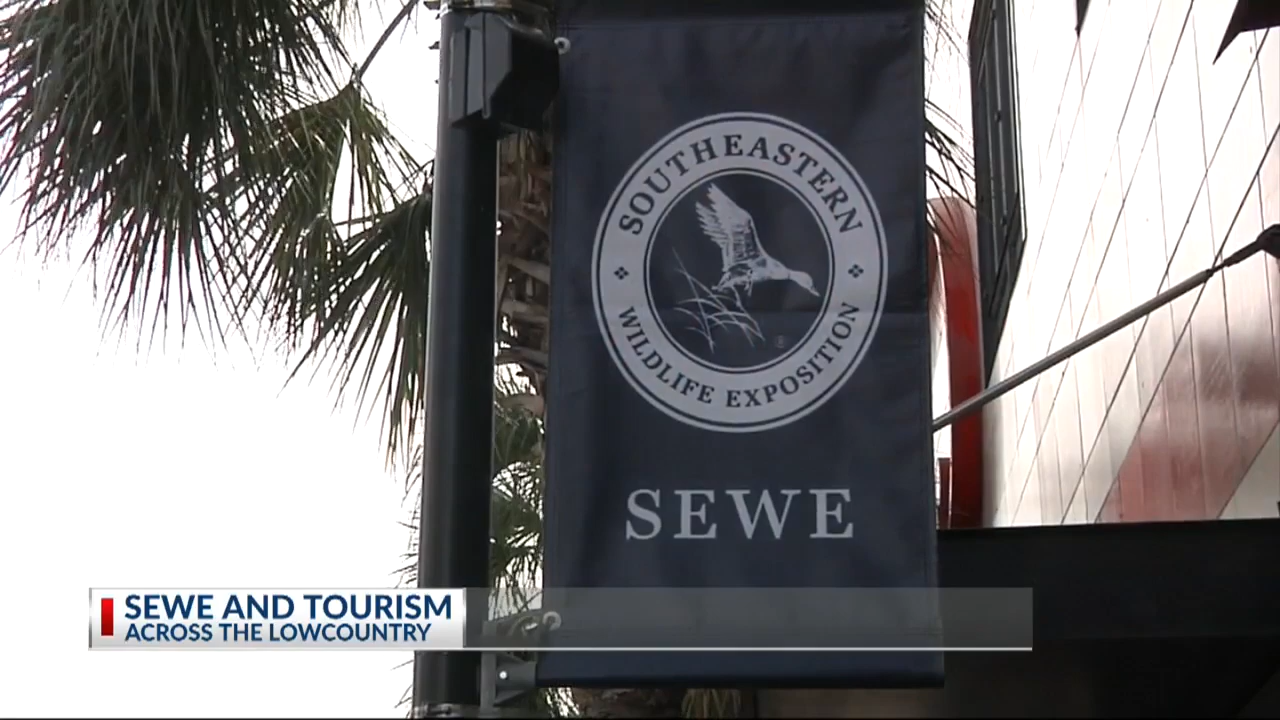 SOUTHEASTERN
WILDLIFE EXPOSITION
®
SEWE
SEWE AND TOURISM
ACROSS THE LOWCOUNTRY